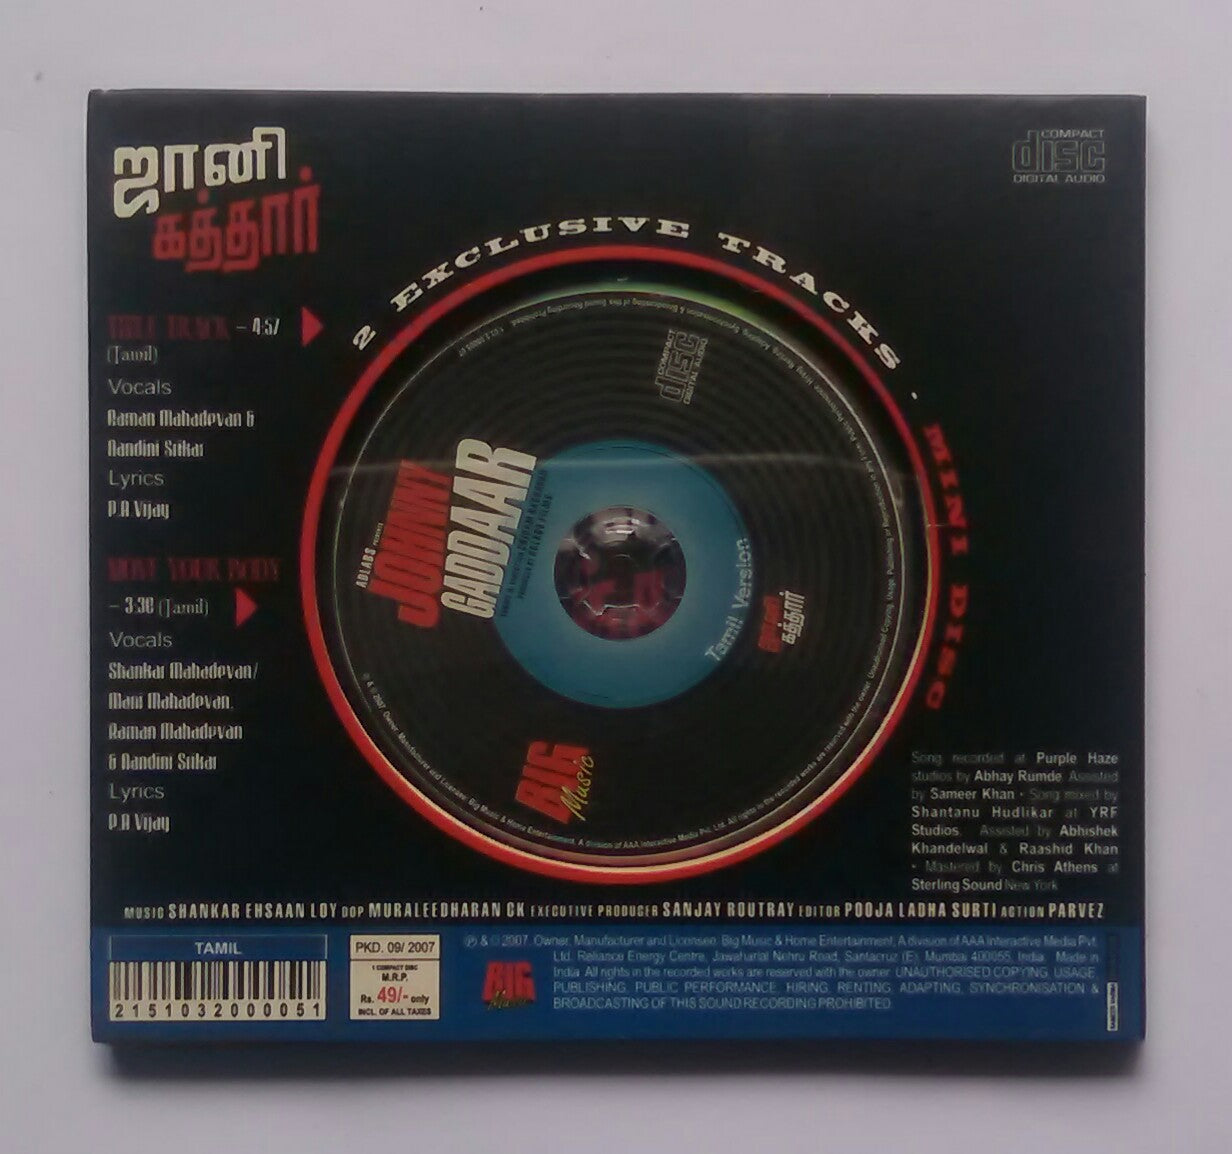 ஜானி
கத்தார்
COMPACT
disc
DIGITAL AUDIO
2 EXCLUSIVE TRACKS · MINI DISC
TITLE TRACK – 4:57
(Tamil)
Vocals
Raman Mahadevan &
Nandini Srikar
Lyrics
P.A.Vijay
MOVE YOUR BODY
– 3:38 (Tamil)
Vocals
Shankar Mahadevan/
Mani Mahadevan,
Raman Mahadevan
& Nandini Srikar
Lyrics
P.A Vijay
COMPACT
disc
DIGITAL AUDIO
ADLABS PRESENTS
JOHNNY
GADDAAR
Tamil Version
ஜானி
கத்தார்
BIG
Music
Song recorded at Purple Haze
studios by Abhay Rumde Assisted
by Sameer Khan • Song mixed by
Shantanu Hudlikar at YRF
Studios. Assisted by Abhishek
Khandelwal & Raashid Khan
• Mastered by Chris Athens at
Sterling Sound New York
MUSIC SHANKAR EHSAAN LOY DOP MURALEEDHARAN CK EXECUTIVE PRODUCER SANJAY ROUTRAY EDITOR POOJA LADHA SURTI ACTION PARVEZ
TAMIL
2151032000051
PKD. 09/ 2007
1 COMPACT DISC
M.R.P.
Rs. 49/- only
INCL. OF ALL TAXES
BIG
Music
℗ & © 2007. Owner, Manufacturer and Licensee, Big Music & Home Entertainment, A division of AAA Interactive Media Pvt.
Ltd. Reliance Energy Centre, Jawaharlal Nehru Road, Santacruz (E), Mumbai 400055, India. Made in
India. All rights in the recorded works are reserved with the owner. UNAUTHORISED COPYING, USAGE,
PUBLISHING, PUBLIC PERFORMANCE, HIRING, RENTING, ADAPTING, SYNCHRONISATION &
BROADCASTING OF THIS SOUND RECORDING PROHIBITED.